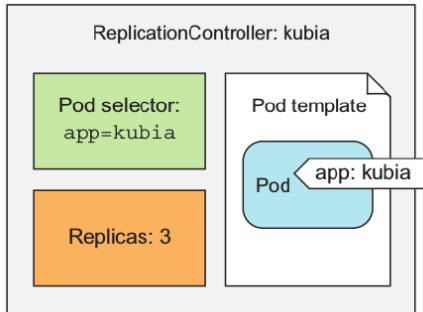 ReplicationController: kubia
Pod selector:
app=kubia
Replicas: 3
Pod template
Pod
app: kubia